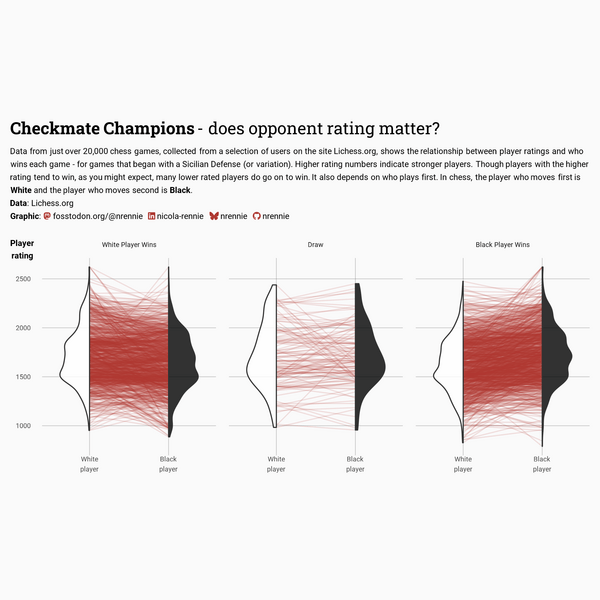 Checkmate Champions - does opponent rating matter?
Data from just over 20,000 chess games, collected from a selection of users on the site Lichess.org, shows the relationship between player ratings and who
wins each game - for games that began with a Sicilian Defense (or variation). Higher rating numbers indicate stronger players. Though players with the higher
rating tend to win, as you might expect, many lower rated players do go on to win. It also depends on who plays first. In chess, the player who moves first is
White and the player who moves second is Black.
Data: Lichess.org
Graphic: fosstodon.org/@nrennie nicola-rennie nrennie nrennie
Player
rating
White Player Wins
Draw
Black Player Wins
2500
2000
1500
1000
White
player
Black
player
White
player
Black
player
White
player
Black
player